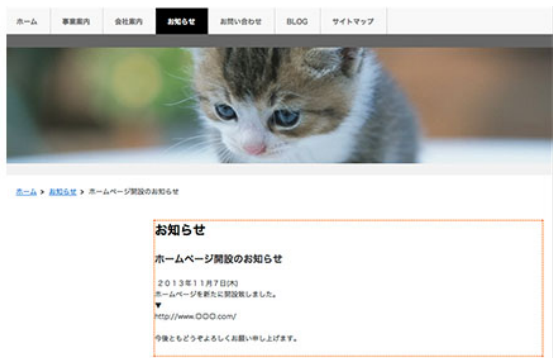 ホーム 事業案内 会社案内 お知らせ お問い合わせ BLOG サイトマップ
ホーム > お知らせ > ホームページ開設のお知らせ
お知らせ
ホームページ開設のお知らせ
2013年11月7日[木]
ホームページを新たに開設致しました。
▼
http://www.〇〇〇.com/
今後ともどうぞよろしくお願い申し上げます。